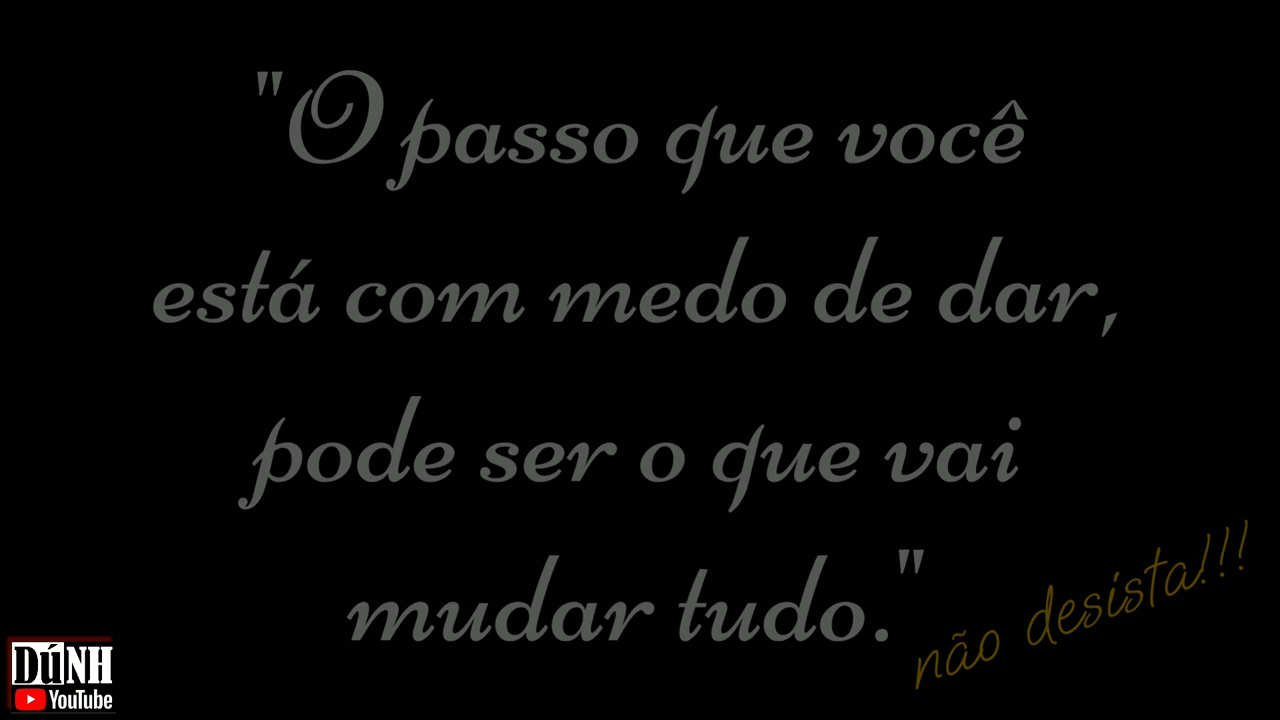 "O passo que você
está com medo de dar,
pode ser o que vai
mudar tudo."
não desista!!!
DÚNH
YouTube